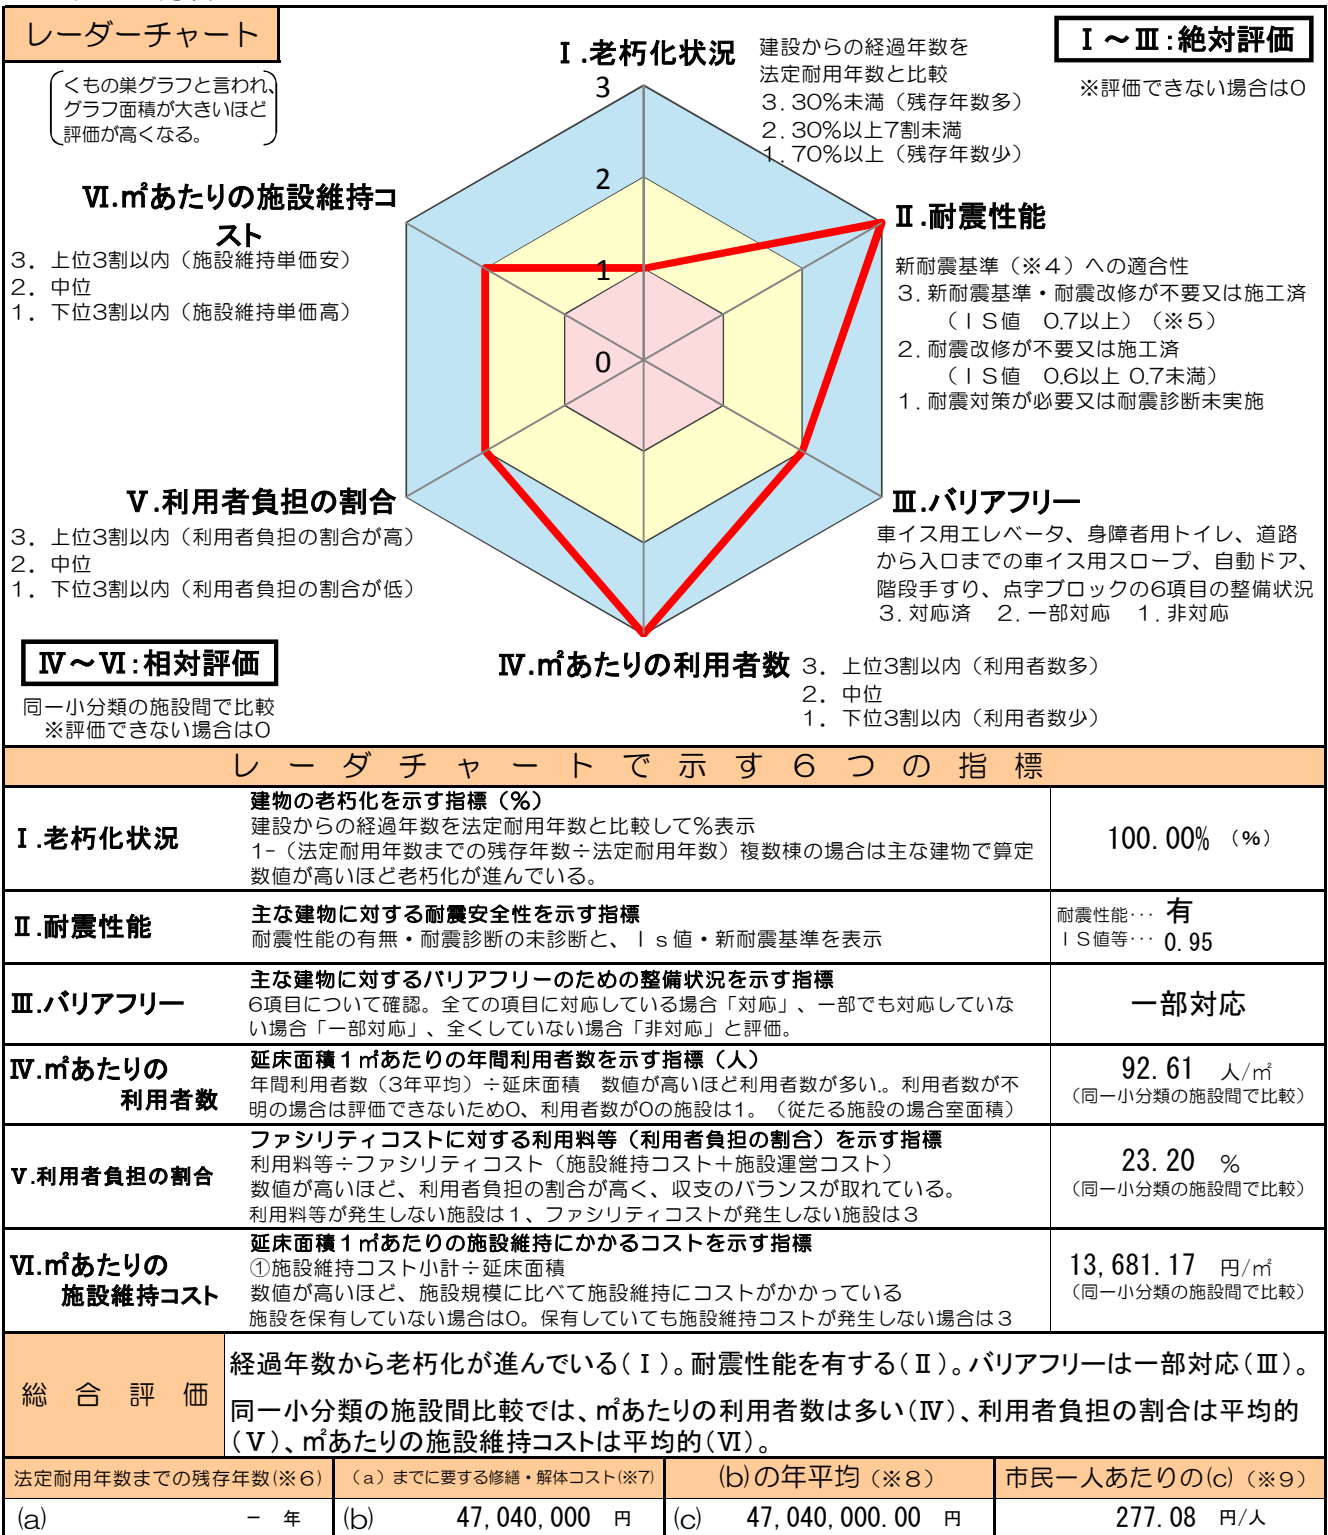 レーダーチャート
くもの巣グラフと言われ、
グラフ面積が大きいほど
評価が高くなる。
Ⅰ～Ⅲ:絶対評価
※評価できない場合は0
Ⅰ.老朽化状況
建設からの経過年数を
法定耐用年数と比較
3. 30%未満（残存年数多）
2. 30%以上7割未満
1. 70%以上（残存年数少）
3
2
1
0
Ⅱ.耐震性能
新耐震基準（※4）への適合性
3. 新耐震基準・耐震改修が不要又は施工済
（ＩＳ値　0.7以上）（※5）
2. 耐震改修が不要又は施工済
（ＩＳ値　0.6以上 0.7未満）
1. 耐震対策が必要又は耐震診断未実施
Ⅲ.バリアフリー
車イス用エレベータ、身障者用トイレ、道路
から入口までの車イス用スロープ、自動ドア、
階段手すり、点字ブロックの6項目の整備状況
3. 対応済　2. 一部対応　1. 非対応
Ⅳ.㎡あたりの利用者数
3. 上位3割以内（利用者数多）
2. 中位
1. 下位3割以内（利用者数少）
Ⅴ.利用者負担の割合
3. 上位3割以内（利用者負担の割合が高）
2. 中位
1. 下位3割以内（利用者負担の割合が低）
Ⅵ.㎡あたりの施設維持コ
スト
3. 上位3割以内（施設維持単価安）
2. 中位
1. 下位3割以内（施設維持単価高）
Ⅳ～Ⅵ:相対評価
同一小分類の施設間で比較
※評価できない場合は0
レーダチャートで示す6つの指標
Ⅰ.老朽化状況
建物の老朽化を示す指標（%）
建設からの経過年数を法定耐用年数と比較して%表示
1-（法定耐用年数までの残存年数÷法定耐用年数）複数棟の場合は主な建物で算定
数値が高いほど老朽化が進んでいる。
100.00% （%）
Ⅱ.耐震性能
主な建物に対する耐震安全性を示す指標
耐震性能の有無・耐震診断の未診断と、Ｉｓ値・新耐震基準を表示
耐震性能… 有
ＩＳ値等… 0.95
Ⅲ.バリアフリー
主な建物に対するバリアフリーのための整備状況を示す指標
6項目について確認。全ての項目に対応している場合「対応」、一部でも対応していな
い場合「一部対応」、全くしていない場合「非対応」と評価。
一部対応
Ⅳ.㎡あたりの
利用者数
延床面積1㎡あたりの年間利用者数を示す指標（人）
年間利用者数（3年平均）÷延床面積　数値が高いほど利用者数が多い。利用者数が不
明の場合は評価できないため0、利用者数が0の施設は1。（従たる施設の場合室面積）
92.61 人/㎡
（同一小分類の施設間で比較）
Ⅴ.利用者負担の割合
ファシリティコストに対する利用料等（利用者負担の割合）を示す指標
利用料等÷ファシリティコスト（施設維持コスト＋施設運営コスト）
数値が高いほど、利用者負担の割合が高く、収支のバランスが取れている。
利用料等が発生しない施設は1、ファシリティコストが発生しない施設は3
23.20 %
（同一小分類の施設間で比較）
Ⅵ.㎡あたりの
施設維持コスト
延床面積1㎡あたりの施設維持にかかるコストを示す指標
①施設維持コスト小計÷延床面積
数値が高いほど、施設規模に比べて施設維持にコストがかかっている
施設を保有していない場合は0。保有していても施設維持コストが発生しない場合は3
13,681.17 円/㎡
（同一小分類の施設間で比較）
総合評価
経過年数から老朽化が進んでいる(Ⅰ)。耐震性能を有する(Ⅱ)。バリアフリーは一部対応(Ⅲ)。
同一小分類の施設間比較では、㎡あたりの利用者数は多い(Ⅳ)、利用者負担の割合は平均的
(Ⅴ)、㎡あたりの施設維持コストは平均的(Ⅵ)。
法定耐用年数までの残存年数(※6) （a）までに要する修繕・解体コスト(※7) (b)の年平均（※8） 市民一人あたりの(c)（※9）
(a) － 年 (b) 47,040,000 円 (c) 47,040,000.00 円 277.08 円/人